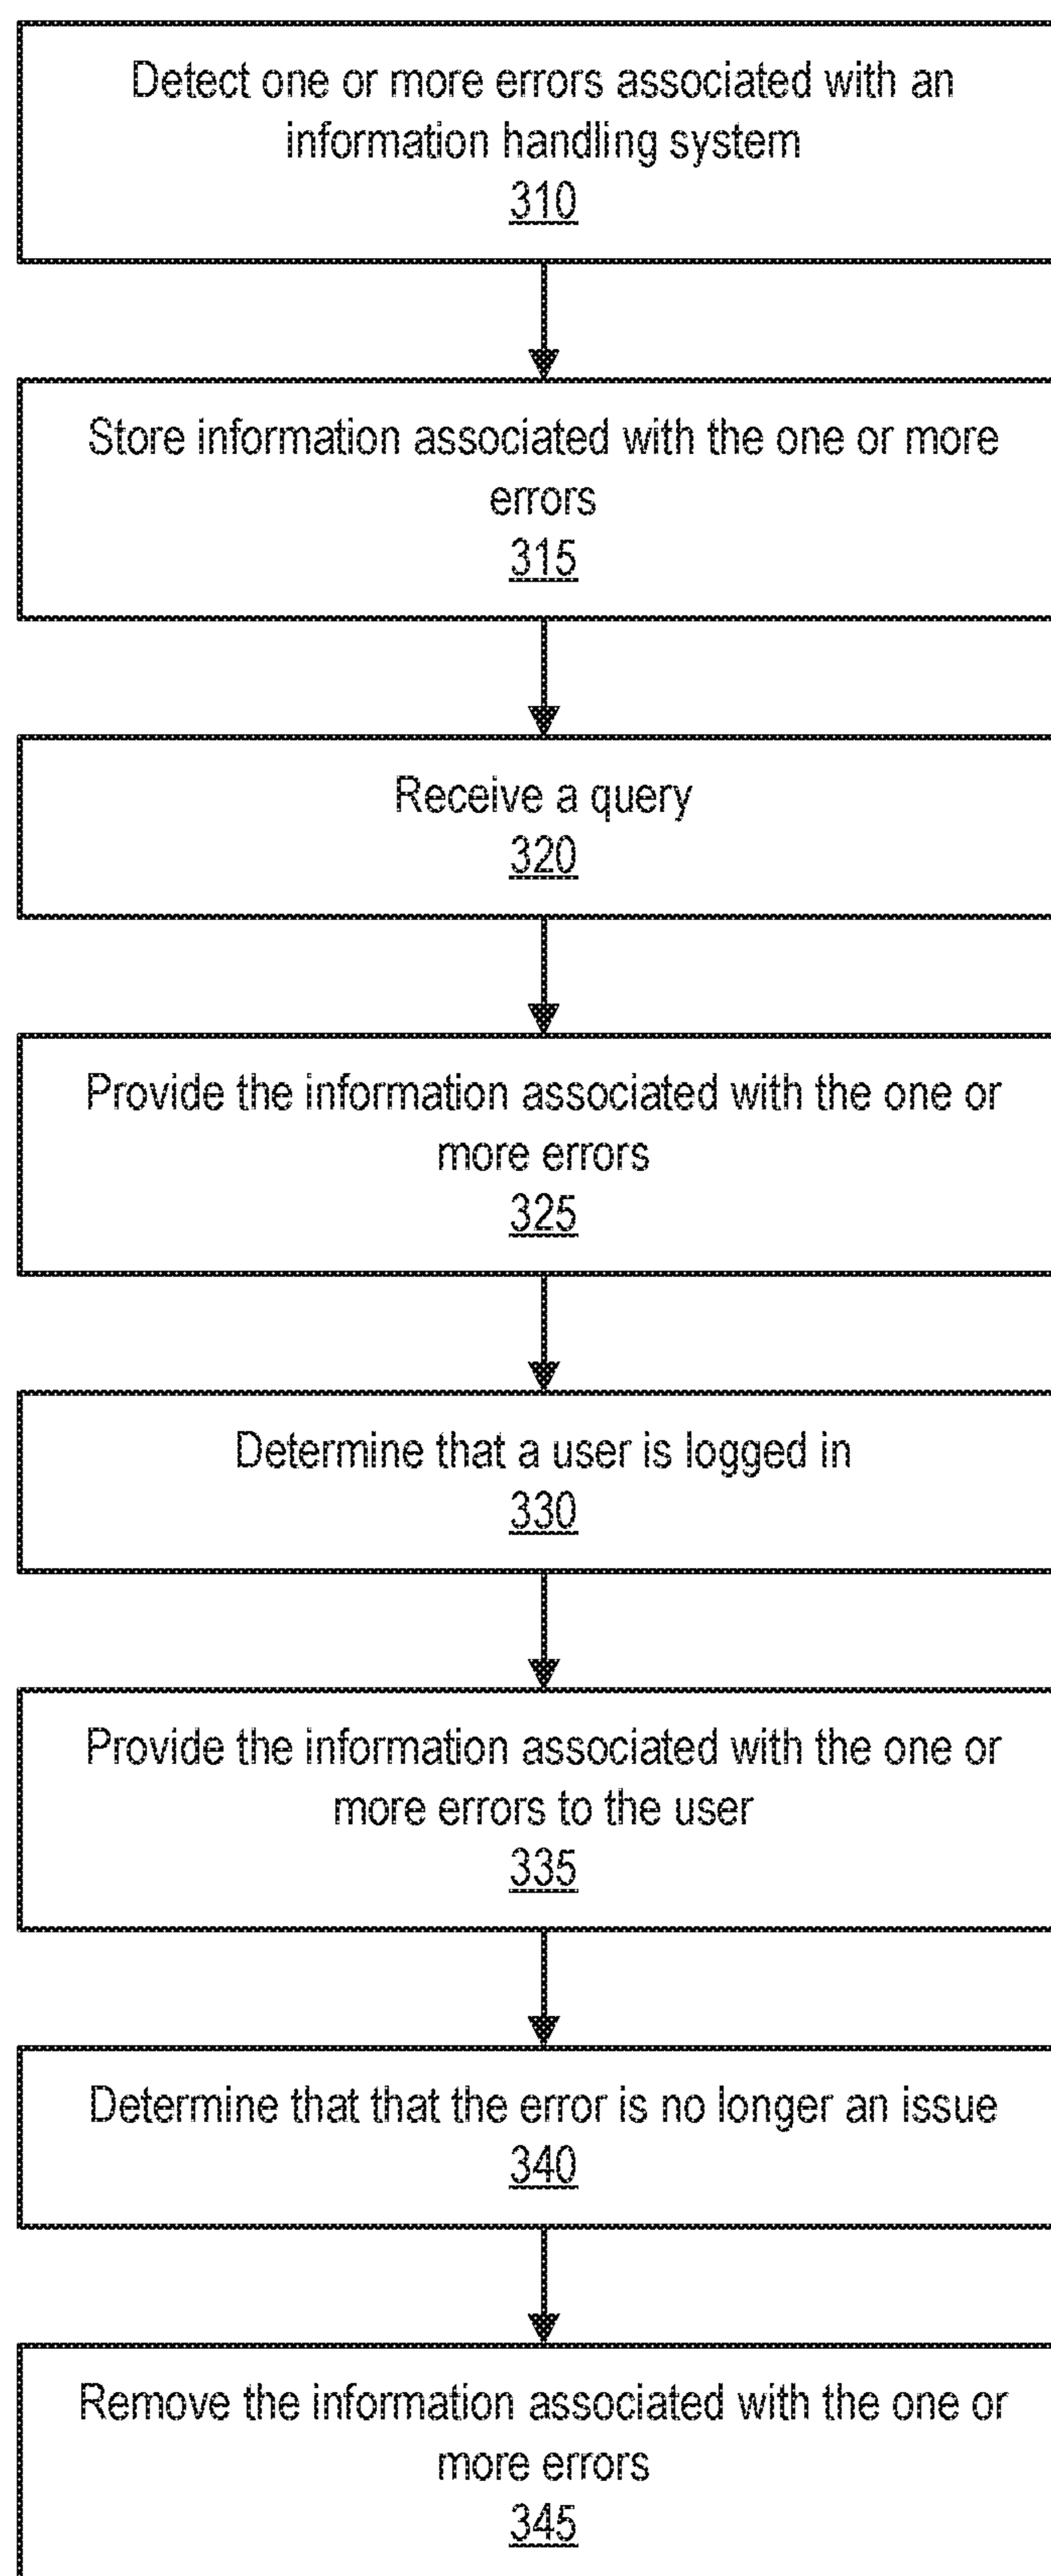 Detect one or more errors associated with an
information handling system
310
Store information associated with the one or more
errors
315
Receive a query
320
Provide the information associated with the one or
more errors
325
Determine that a user is logged in
330
Provide the information associated with the one or
more errors to the user
335
Determine that that the error is no longer an issue
340
Remove the information associated with the one or
more errors
345